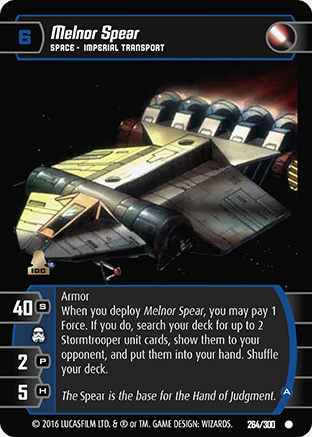 6
Melnor Spear
SPACE - IMPERIAL TRANSPORT
IDC
40 S
2 P
5 H
Armor
When you deploy Melnor Spear, you may pay 1
Force. If you do, search your deck for up to 2
Stormtrooper unit cards, show them to your
opponent, and put them into your hand. Shuffle
your deck.
The Spear is the base for the Hand of Judgment.
A
© 2016 LUCASFILM LTD. & ® or TM. GAME DESIGN: WIZARDS. 284/300